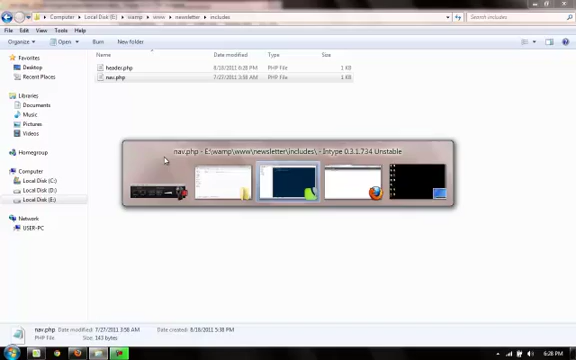 Computer ▸ Local Disk (E:) ▸ wamp ▸ www ▸ newsletter ▸ includes
Search includes
File Edit View Tools Help
Organize Open Burn New folder
Name Date modified Type Size
Favorites
Desktop
Recent Places
Libraries
Documents
Music
Pictures
Videos
Homegroup
Computer
Local Disk (C:)
Local Disk (D:)
Local Disk (E:)
Network
USER-PC
header.php 8/18/2011 6:28 PM PHP File 1 KB
nav.php 7/27/2011 3:58 AM PHP File 1 KB
nav.php - E:\wamp\www\newsletter\includes\ - Intype 0.3.1.734 Unstable
nav.php Date modified: 7/27/2011 3:58 AM Date created: 8/18/2011 5:38 PM
PHP File Size: 143 bytes
6:28 PM